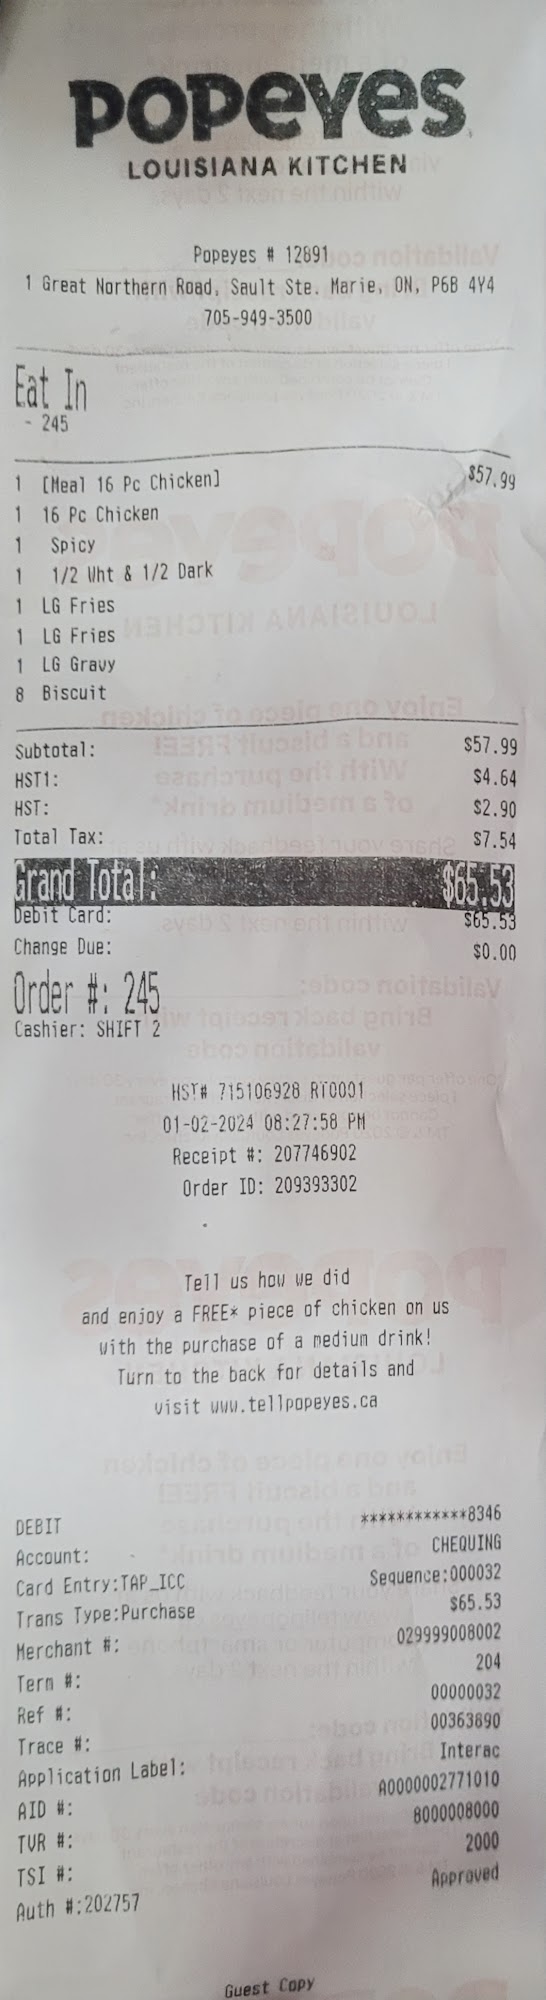 POPEYES
LOUISIANA KITCHEN
Popeyes # 12891
1 Great Northern Road, Sault Ste. Marie, ON, P6B 4Y4
705-949-3500
Eat In
- 245
1 [Meal 16 Pc Chicken] $57.99
1 16 Pc Chicken
1 Spicy
1 1/2 Wht & 1/2 Dark
1 LG Fries
1 LG Fries
1 LG Gravy
8 Biscuit
Subtotal: $57.99
HST1: $4.64
HST: $2.90
Total Tax: $7.54
Grand Total: $65.53
Debit Card: $65.53
Change Due: $0.00
Order #: 245
Cashier: SHIFT 2
HST# 715106928 RT0001
01-02-2024 08:27:58 PM
Receipt #: 207746902
Order ID: 209393302
Tell us how we did
and enjoy a FREE* piece of chicken on us
with the purchase of a medium drink!
Turn to the back for details and
visit www.tellpopeyes.ca
DEBIT ************8346
Account: CHEQUING
Card Entry:TAP_ICC Sequence:000032
Trans Type:Purchase $65.53
Merchant #: 029999008002
Term #: 204
Ref #: 00000032
Trace #: 00363890
Application Label: Interac
AID #: A0000002771010
TVR #: 8000008000
TSI #: 2000
Auth #:202757 Approved
Guest Copy